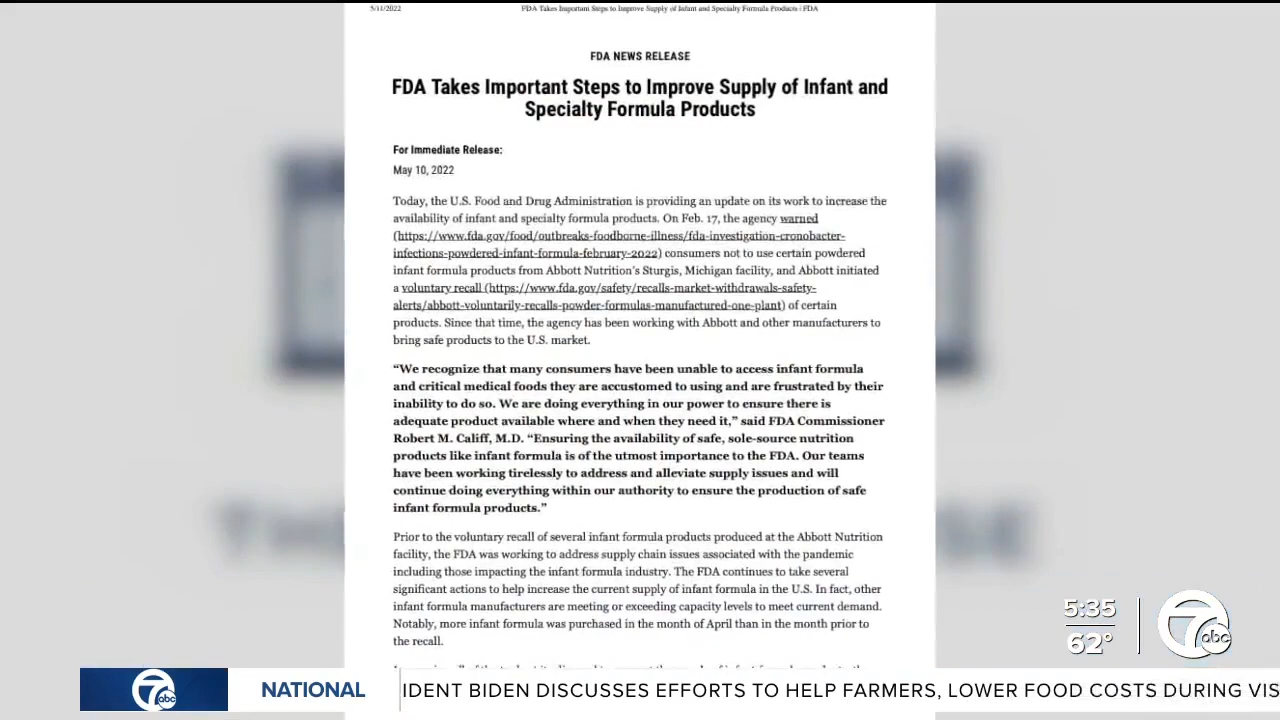 5/11/2022
FDA Takes Important Steps to Improve Supply of Infant and Specialty Formula Products | FDA
FDA NEWS RELEASE
FDA Takes Important Steps to Improve Supply of Infant and
Specialty Formula Products
For Immediate Release:
May 10, 2022
Today, the U.S. Food and Drug Administration is providing an update on its work to increase the
availability of infant and specialty formula products. On Feb. 17, the agency warned
(https://www.fda.gov/food/outbreaks-foodborne-illness/fda-investigation-cronobacter-
infections-powdered-infant-formula-february-2022) consumers not to use certain powdered
infant formula products from Abbott Nutrition's Sturgis, Michigan facility, and Abbott initiated
a voluntary recall (https://www.fda.gov/safety/recalls-market-withdrawals-safety-
alerts/abbott-voluntarily-recalls-powder-formulas-manufactured-one-plant) of certain
products. Since that time, the agency has been working with Abbott and other manufacturers to
bring safe products to the U.S. market.
“We recognize that many consumers have been unable to access infant formula
and critical medical foods they are accustomed to using and are frustrated by their
inability to do so. We are doing everything in our power to ensure there is
adequate product available where and when they need it,” said FDA Commissioner
Robert M. Califf, M.D. “Ensuring the availability of safe, sole-source nutrition
products like infant formula is of the utmost importance to the FDA. Our teams
have been working tirelessly to address and alleviate supply issues and will
continue doing everything within our authority to ensure the production of safe
infant formula products.”
Prior to the voluntary recall of several infant formula products produced at the Abbott Nutrition
facility, the FDA was working to address supply chain issues associated with the pandemic
including those impacting the infant formula industry. The FDA continues to take several
significant actions to help increase the current supply of infant formula in the U.S. In fact, other
infant formula manufacturers are meeting or exceeding capacity levels to meet current demand.
Notably, more infant formula was purchased in the month of April than in the month prior to
the recall.
5:35
62°
7 abc
7 abc
NATIONAL
IDENT BIDEN DISCUSSES EFFORTS TO HELP FARMERS, LOWER FOOD COSTS DURING VIS